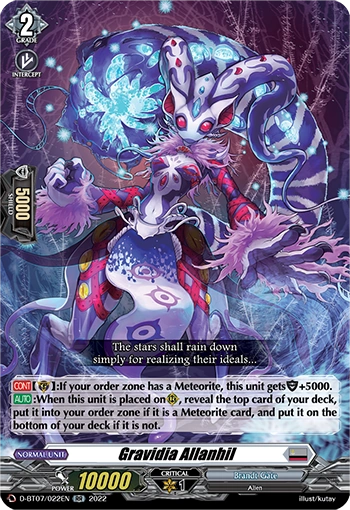 2
GRADE
INTERCEPT
5000
SHIELD
The stars shall rain down
simply for realizing their ideals...
CONT【 】:If your order zone has a Meteorite, this unit gets +5000.
AUTO:When this unit is placed on , reveal the top card of your deck,
put it into your order zone if it is a Meteorite card, and put it on the
bottom of your deck if it is not.
NORMAL UNIT
Gravidia Allanhil
POWER 10000
CRITICAL
1
Brandt Gate
Alien
D-BT07/022EN RR 2022
illust/kutay